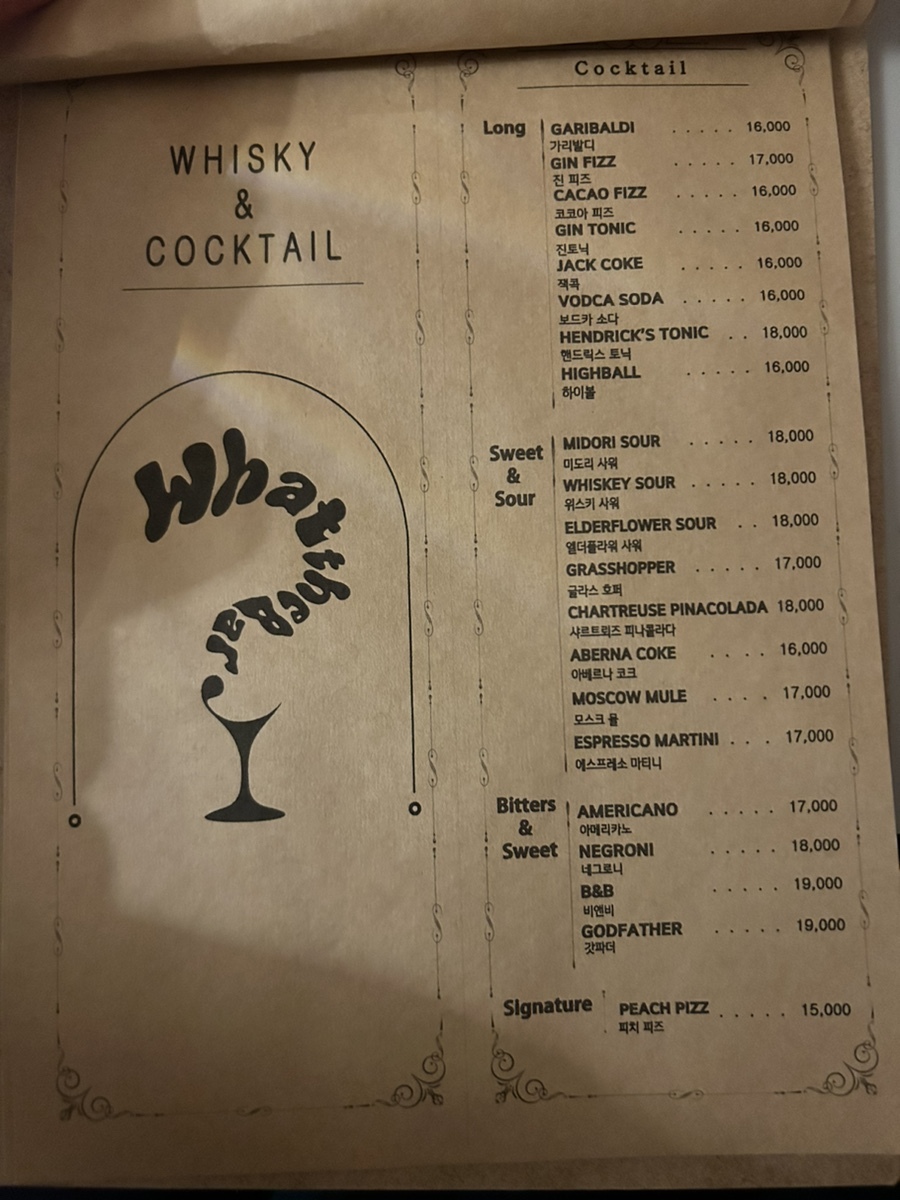 WHISKY
&
COCKTAIL
What the Bar
Cocktail
Long
GARIBALDI . . . . . 16,000
가리발디
GIN FIZZ . . . . . 17,000
진 피즈
CACAO FIZZ . . . . . 16,000
코코아 피즈
GIN TONIC . . . . . 16,000
진토닉
JACK COKE . . . . . 16,000
잭콕
VODCA SODA . . . . . 16,000
보드카 소다
HENDRICK'S TONIC . . 18,000
핸드릭스 토닉
HIGHBALL . . . . . 16,000
하이볼
Sweet
&
Sour
MIDORI SOUR . . . . . 18,000
미도리 사워
WHISKEY SOUR . . . . . 18,000
위스키 사워
ELDERFLOWER SOUR . . 18,000
엘더플라워 사워
GRASSHOPPER . . . . . 17,000
글라스 호퍼
CHARTREUSE PINACOLADA 18,000
샤르트뢰즈 피나콜라다
ABERNA COKE . . . . 16,000
아베르나 코크
MOSCOW MULE . . . . 17,000
모스크 뮬
ESPRESSO MARTINI . . . 17,000
에스프레소 마티니
Bitters
&
Sweet
AMERICANO . . . . . 17,000
아메리카노
NEGRONI . . . . . 18,000
네그로니
B&B . . . . . 19,000
비앤비
GODFATHER . . . . . 19,000
갓파더
Signature
PEACH PIZZ . . . . . 15,000
피치 피즈